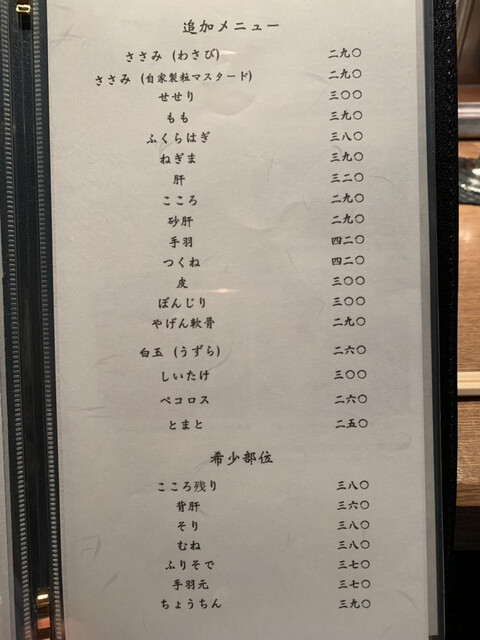 追加メニュー
ささみ (わさび) 二九〇
ささみ (自家製粒マスタード) 二九〇
せせり 三〇〇
もも 三九〇
ふくらはぎ 三八〇
ねぎま 三九〇
肝 三二〇
こころ 二九〇
砂肝 二九〇
手羽 四二〇
つくね 四二〇
皮 三〇〇
ぼんじり 三〇〇
やげん軟骨 二九〇
白玉 (うずら) 二六〇
しいたけ 三〇〇
ペコロス 二六〇
とまと 二五〇
希少部位
こころ残り 三八〇
背肝 三六〇
そり 三八〇
むね 三八〇
ふりそで 三七〇
手羽元 三七〇
ちょうちん 三九〇